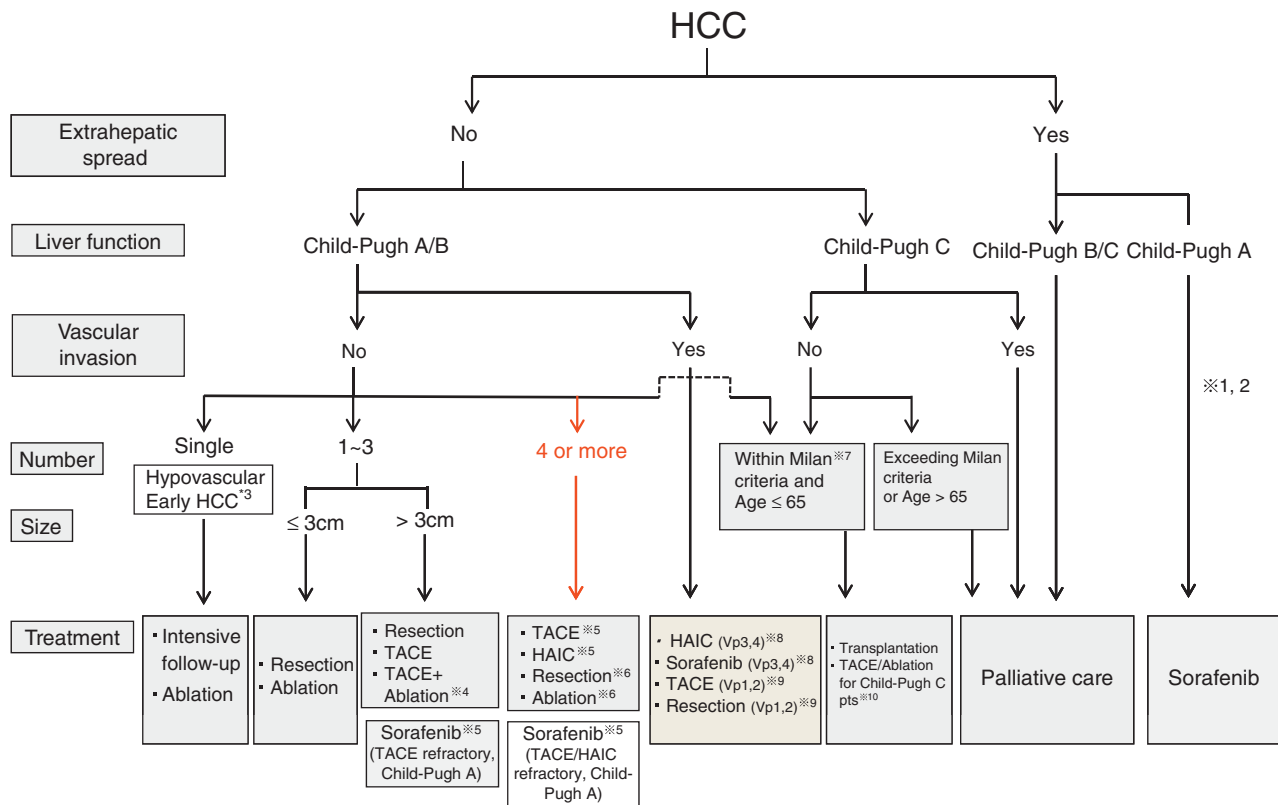 HCC
Extrahepatic
spread
No
Yes
Liver function
Child-Pugh A/B
Child-Pugh C
Child-Pugh B/C
Child-Pugh A
Vascular
invasion
No
Yes
No
Yes
※1, 2
Number
Single
1~3
4 or more
Hypovascular
Early HCC*3
Within Milan※7
criteria and
Age ≤ 65
Exceeding Milan
criteria
or Age > 65
Size
≤ 3cm
> 3cm
Treatment
▪ Intensive
follow-up
▪ Ablation
▪ Resection
▪ Ablation
▪ Resection
▪ TACE
▪ TACE+
Ablation※4
Sorafenib※5
(TACE refractory,
Child-Pugh A)
▪ TACE※5
▪ HAIC※5
▪ Resection※6
▪ Ablation※6
Sorafenib※5
(TACE/HAIC
refractory, Child-
Pugh A)
▪ HAIC (Vp3,4)※8
▪ Sorafenib (Vp3,4)※8
▪ TACE (Vp1,2)※9
▪ Resection (Vp1,2)※9
▪ Transplantation
▪ TACE/Ablation
for Child-Pugh C
pts※10
Palliative care
Sorafenib